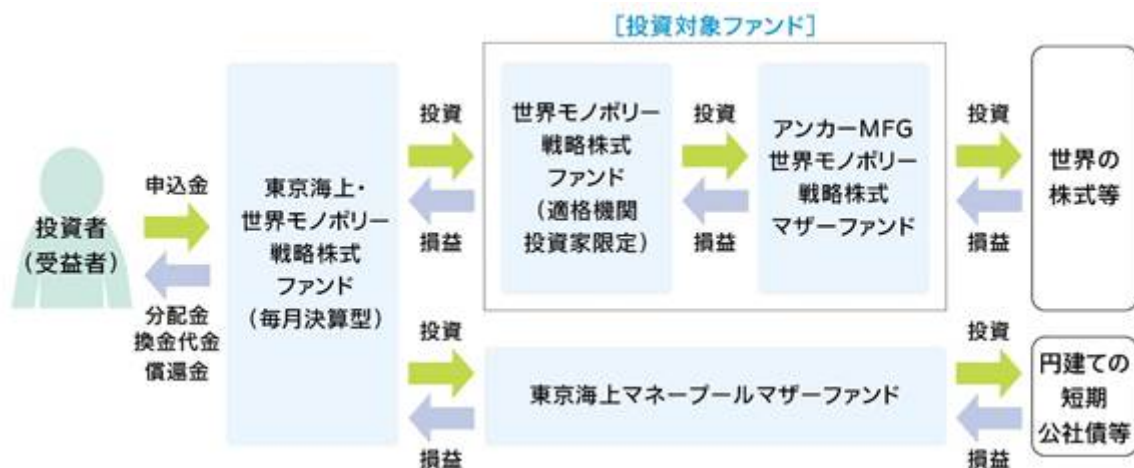 ［投資対象ファンド］
投資者
（受益者）
申込金
分配金
換金代金
償還金
東京海上・
世界モノポリー
戦略株式
ファンド
（毎月決算型）
投資
損益
世界モノポリー
戦略株式
ファンド
（適格機関
投資家限定）
投資
損益
アンカーMFG
世界モノポリー
戦略株式
マザーファンド
投資
損益
世界の
株式等
投資
損益
東京海上マネープールマザーファンド
投資
損益
円建ての
短期
公社債等